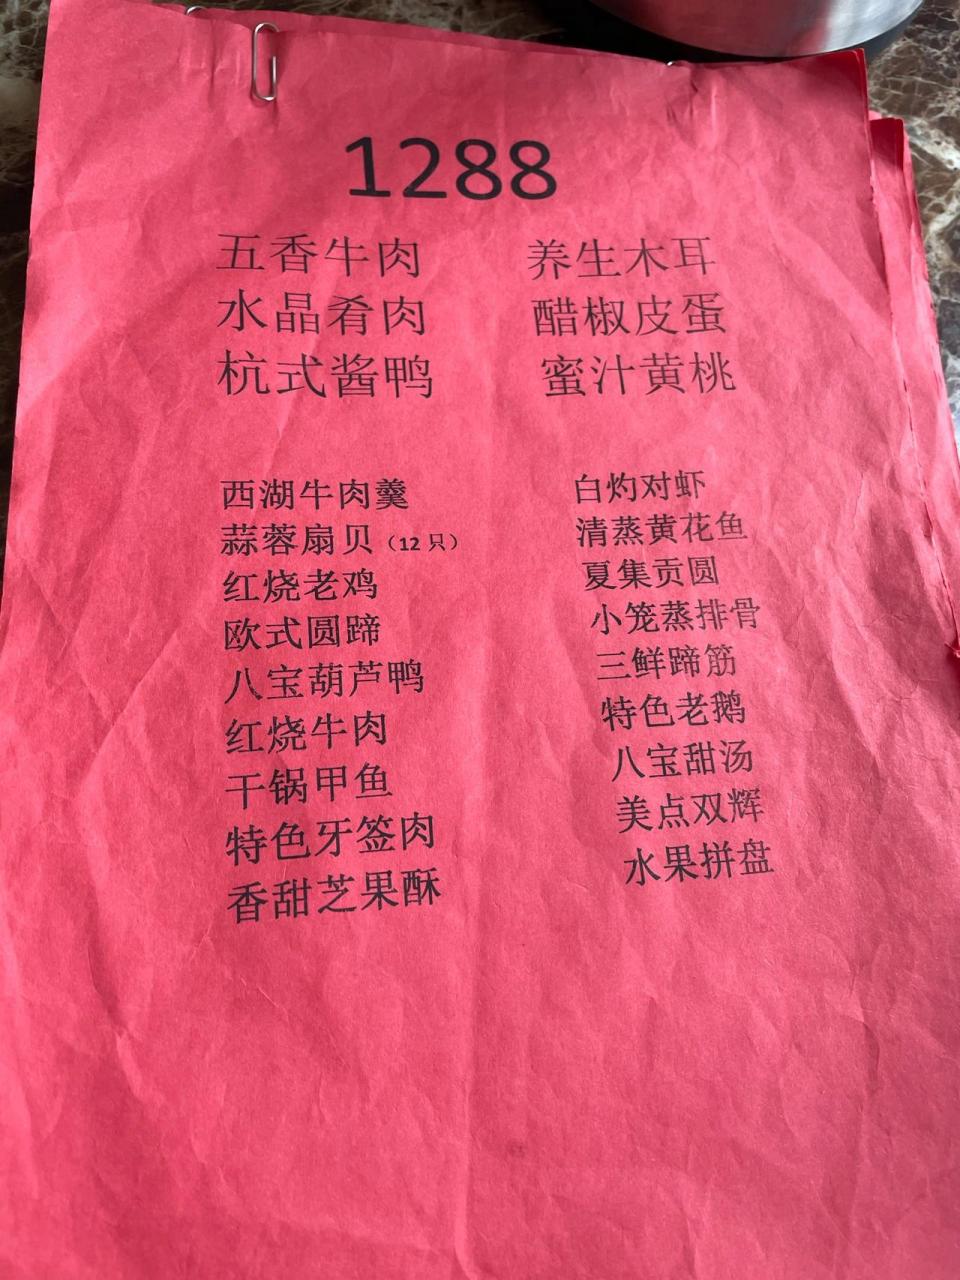 1288
五香牛肉 养生木耳
水晶肴肉 醋椒皮蛋
杭式酱鸭 蜜汁黄桃
西湖牛肉羹 白灼对虾
蒜蓉扇贝（12 只） 清蒸黄花鱼
红烧老鸡 夏集贡圆
欧式圆蹄 小笼蒸排骨
八宝葫芦鸭 三鲜蹄筋
红烧牛肉 特色老鹅
干锅甲鱼 八宝甜汤
特色牙签肉 美点双辉
香甜芝果酥 水果拼盘